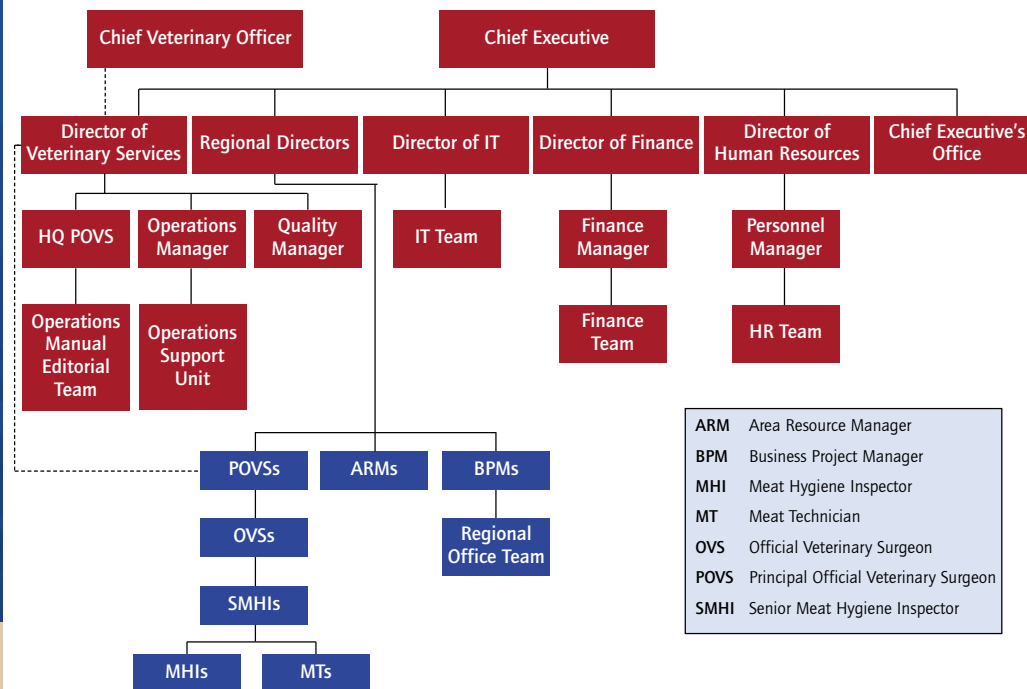 Chief Veterinary Officer
Chief Executive
Director of
Veterinary Services
Regional Directors
Director of IT
Director of Finance
Director of
Human Resources
Chief Executive's
Office
HQ POVS
Operations
Manager
Quality
Manager
IT Team
Finance
Manager
Personnel
Manager
Operations
Manual
Editorial
Team
Operations
Support
Unit
Finance
Team
HR Team
POVSs
ARMs
BPMs
OVSs
Regional
Office Team
SMHIs
MHIs
MTs
ARM Area Resource Manager
BPM Business Project Manager
MHI Meat Hygiene Inspector
MT Meat Technician
OVS Official Veterinary Surgeon
POVS Principal Official Veterinary Surgeon
SMHI Senior Meat Hygiene Inspector